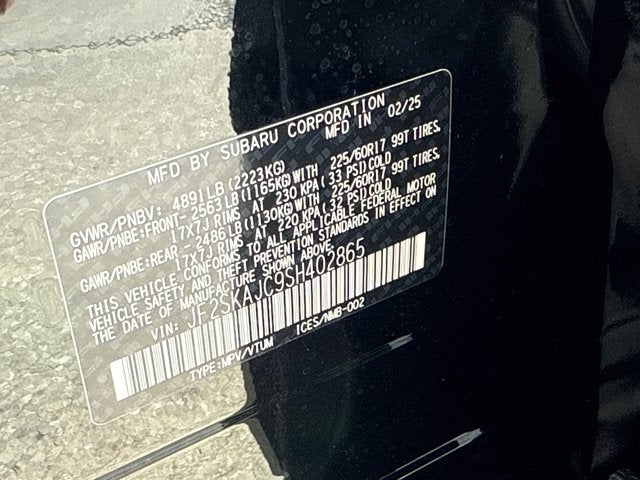 MFD BY SUBARU CORPORATION
MFD IN 02/25
GVWR/PNBV: 4891LB(2223KG)
GAWR/PNBE:FRONT-2563LB(1165KG)WITH 225/60R17 99T TIRES,
17X7J RIMS AT 230 KPA(33 PSI)COLD
GAWR/PNBE:REAR -2486LB(1130KG)WITH 225/60R17 99T TIRES,
17X7J RIMS AT 220 KPA(32 PSI)COLD
THIS VEHICLE CONFORMS TO ALL APPLICABLE FEDERAL MOTOR
VEHICLE SAFETY AND THEFT PREVENTION STANDARDS IN EFFECT ON
THE DATE OF MANUFACTURE SHOWN ABOVE.
VIN: JF2SKAJC9SH402865
TYPE:MPV/VTUM ICES/NMB-002